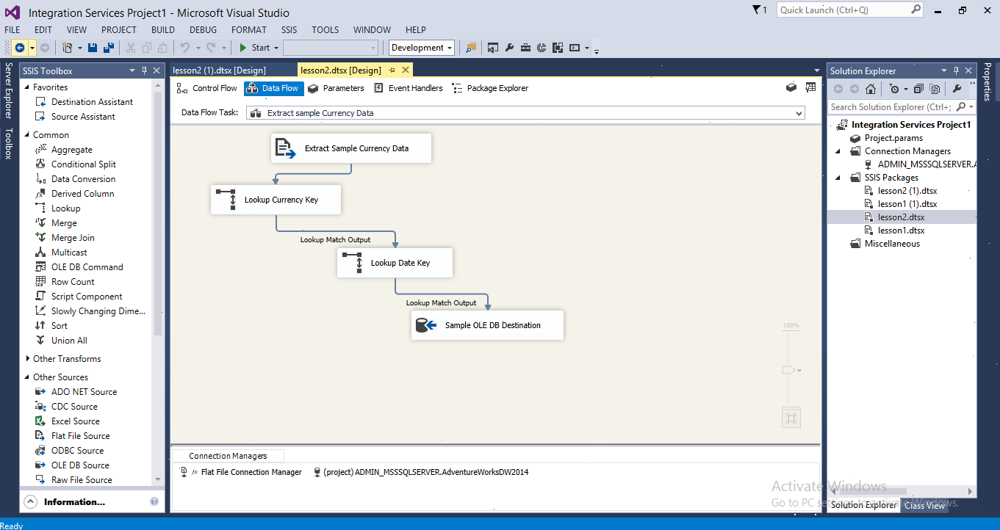 Integration Services Project1 - Microsoft Visual Studio
1
Quick Launch (Ctrl+Q)
FILE EDIT VIEW PROJECT BUILD DEBUG FORMAT SSIS TOOLS WINDOW HELP
Start
Development
Server Explorer
Toolbox
SSIS Toolbox
Favorites
Destination Assistant
Source Assistant
Common
Aggregate
Conditional Split
Data Conversion
Derived Column
Lookup
Merge
Merge Join
Multicast
OLE DB Command
Row Count
Script Component
Slowly Changing Dime...
Sort
Union All
Other Transforms
Other Sources
ADO NET Source
CDC Source
Excel Source
Flat File Source
ODBC Source
OLE DB Source
Raw File Source
Information...
lesson2 (1).dtsx [Design]
lesson2.dtsx [Design]
Control Flow
Data Flow
Parameters
Event Handlers
Package Explorer
Data Flow Task:
Extract sample Currency Data
Extract Sample Currency Data
Lookup Currency Key
Lookup Match Output
Lookup Date Key
Lookup Match Output
Sample OLE DB Destination
100%
Connection Managers
fx Flat File Connection Manager
(project) ADMIN_MSSSQLSERVER.AdventureWorksDW2014
Solution Explorer
Search Solution Explorer (Ctrl+;
Integration Services Project1
Project.params
Connection Managers
ADMIN_MSSSQLSERVER.A
SSIS Packages
lesson2 (1).dtsx
lesson1 (1).dtsx
lesson2.dtsx
lesson1.dtsx
Miscellaneous
Activate Windows
Go to PC settings to activate Windows.
Solution Explorer
Class View
Properties
Ready